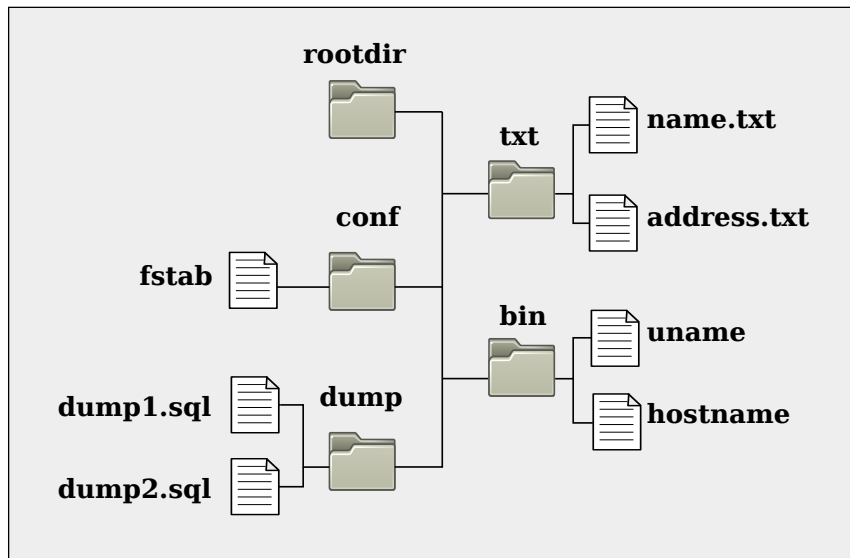 rootdir
txt
name.txt
address.txt
conf
fstab
bin
uname
hostname
dump
dump1.sql
dump2.sql